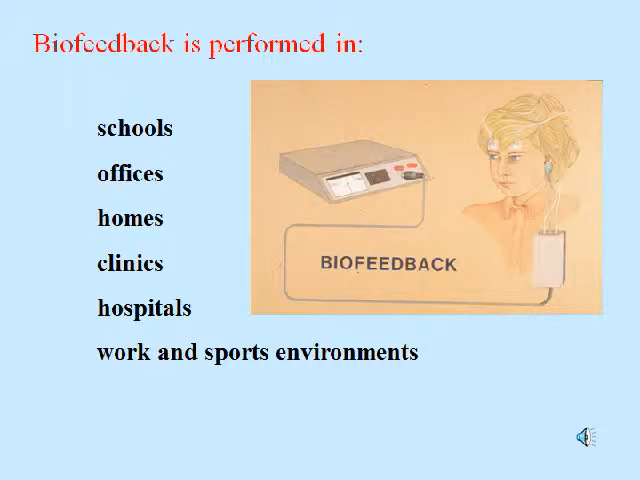 Biofeedback is performed in:
schools
offices
homes
clinics
hospitals
work and sports environments
BIOFEEDBACK